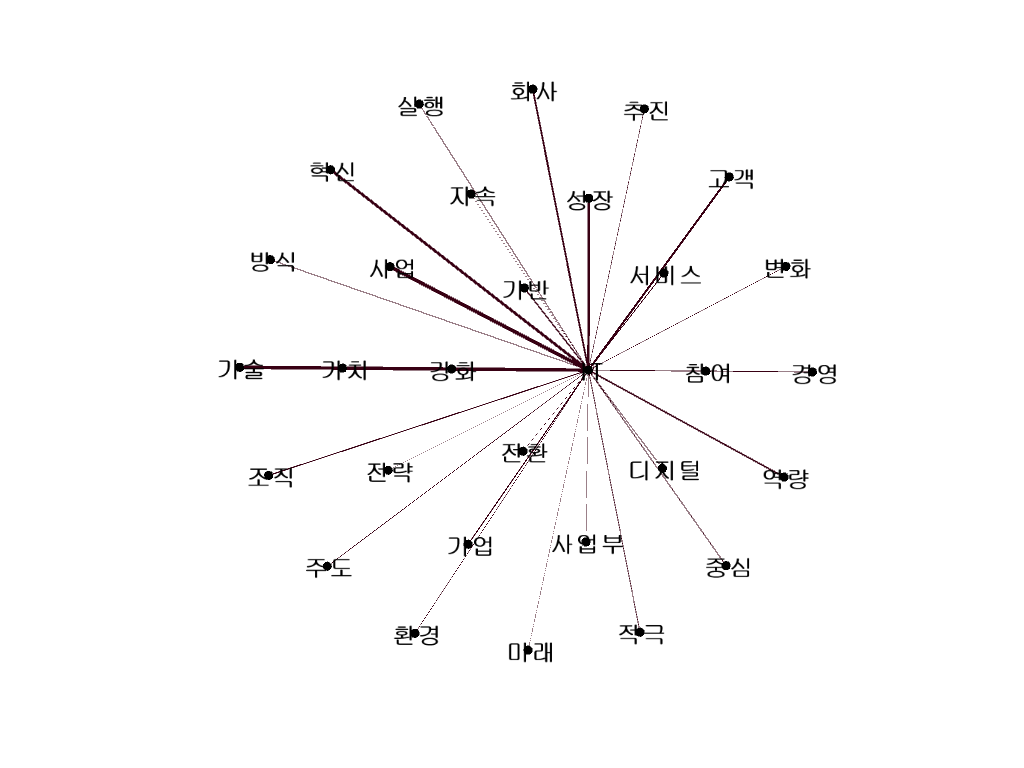 회사
실행
추진
혁신
고객
지속
성장
방식
사업
서비스
변화
기반
기술
가치
강화
참여
경영
전환
조직
전략
디지털
역량
기업
사업부
주도
중심
환경
적극
미래